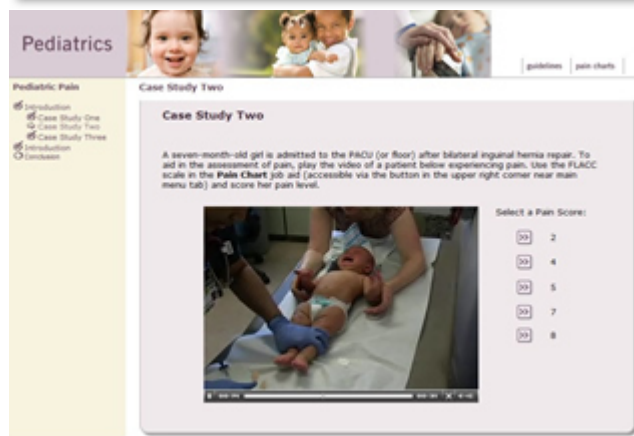 Pediatrics
guidelines
pain charts
Pediatric Pain
Case Study Two
Introduction
Case Study One
Case Study Two
Case Study Three
Introduction
Conclusion
Case Study Two
A seven-month-old girl is admitted to the PACU (or floor) after bilateral inguinal hernia repair. To
aid in the assessment of pain, play the video of a patient below experiencing pain. Use the FLACC
scale in the Pain Chart job aid (accessible via the button in the upper right corner near main
menu tab) and score her pain level.
Select a Pain Score:
2
4
5
7
8